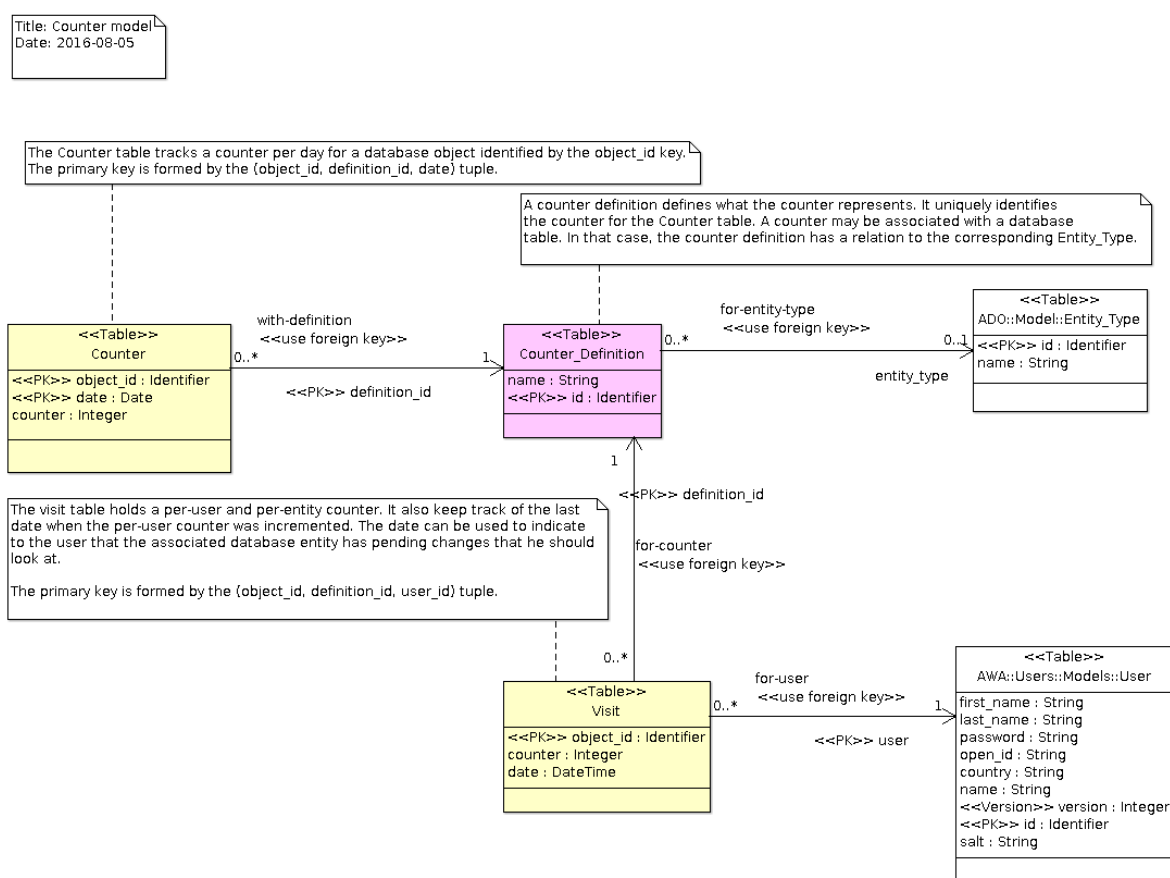 Title: Counter model
Date: 2016-08-05
The Counter table tracks a counter per day for a database object identified by the object_id key.
The primary key is formed by the (object_id, definition_id, date) tuple.
A counter definition defines what the counter represents. It uniquely identifies
the counter for the Counter table. A counter may be associated with a database
table. In that case, the counter definition has a relation to the corresponding Entity_Type.
<<Table>>
Counter
<<PK>> object_id : Identifier
<<PK>> date : Date
counter : Integer
with-definition
<<use foreign key>>
0..*
1
<<PK>> definition_id
<<Table>>
Counter_Definition
name : String
<<PK>> id : Identifier
for-entity-type
<<use foreign key>>
0..*
0..1
entity_type
<<Table>>
ADO::Model::Entity_Type
<<PK>> id : Identifier
name : String
1
<<PK>> definition_id
for-counter
<<use foreign key>>
0..*
The visit table holds a per-user and per-entity counter. It also keep track of the last
date when the per-user counter was incremented. The date can be used to indicate
to the user that the associated database entity has pending changes that he should
look at.
The primary key is formed by the (object_id, definition_id, user_id) tuple.
<<Table>>
Visit
<<PK>> object_id : Identifier
counter : Integer
date : DateTime
for-user
<<use foreign key>>
0..*
1
<<PK>> user
<<Table>>
AWA::Users::Models::User
first_name : String
last_name : String
password : String
open_id : String
country : String
name : String
<<Version>> version : Integer
<<PK>> id : Identifier
salt : String